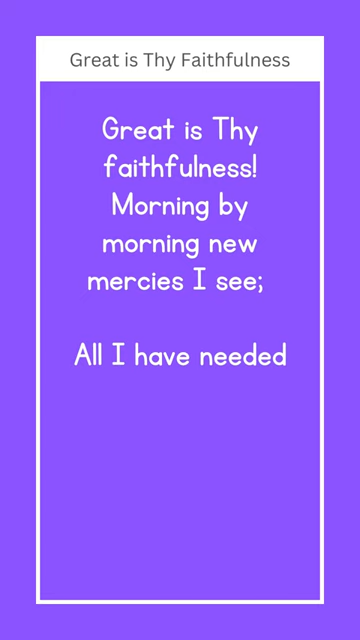 Great is Thy Faithfulness
Great is Thy
faithfulness!
Morning by
morning new
mercies I see;
All I have needed